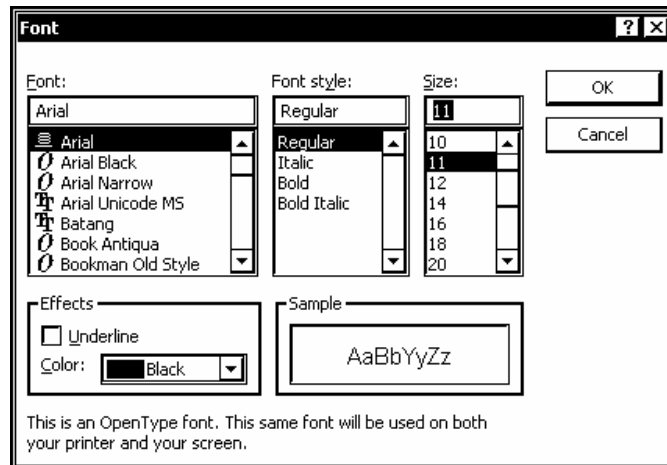 Font
Font: Font style: Size:
Arial Regular 11 OK
Arial Regular 10 Cancel
Arial Black Italic 11
Arial Narrow Bold 12
Arial Unicode MS Bold Italic 14
Batang 16
Book Antiqua 18
Bookman Old Style 20
Effects Sample
Underline
Color: Black AaBbYyZz
This is an OpenType font. This same font will be used on both
your printer and your screen.